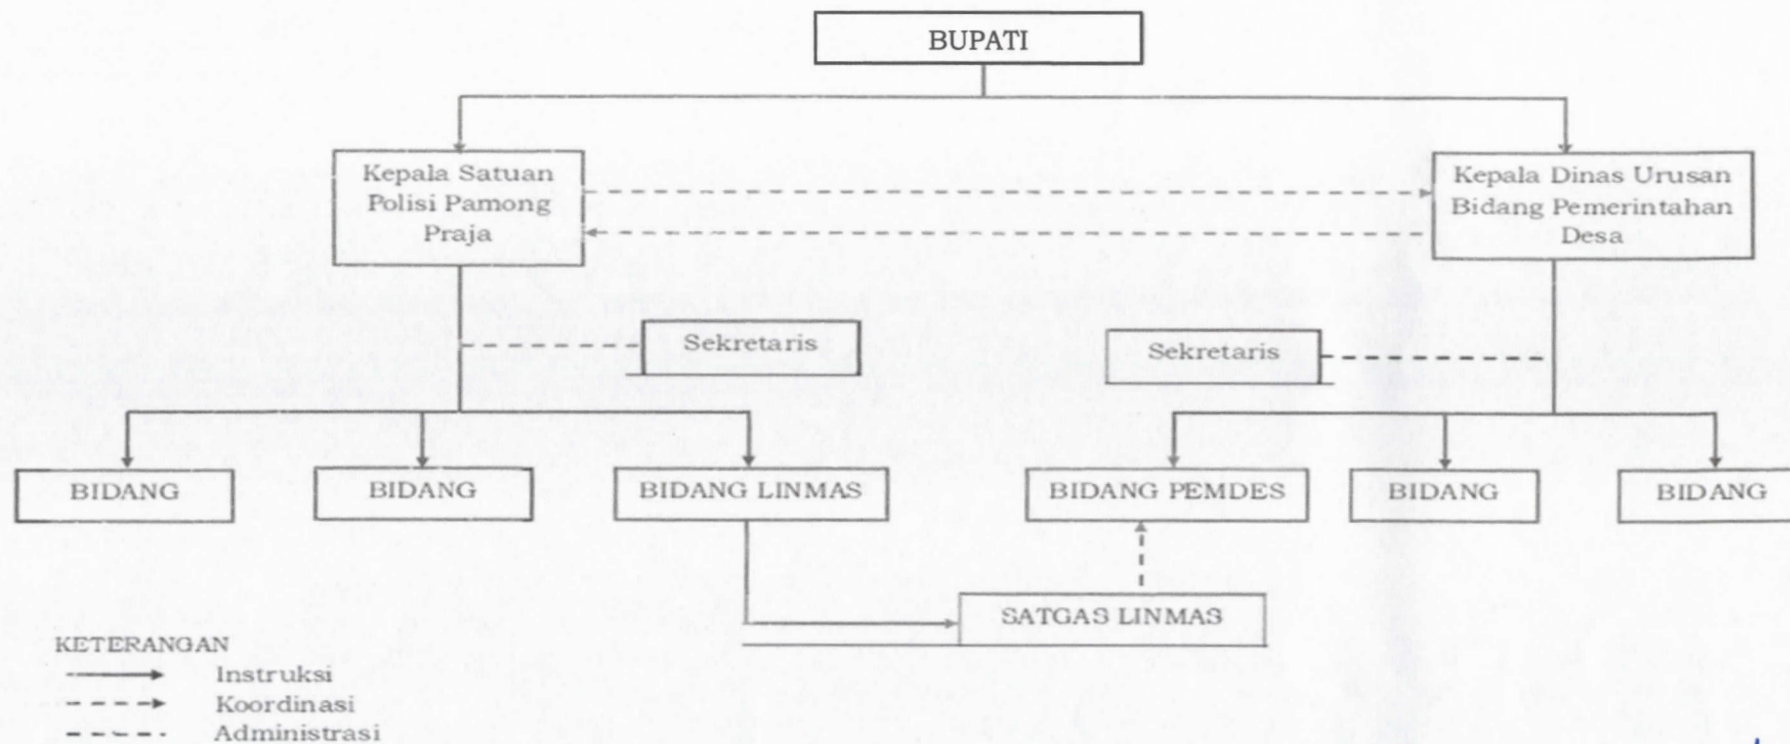 BUPATI
Kepala Satuan
Polisi Pamong
Praja
Kepala Dinas Urusan
Bidang Pemerintahan
Desa
Sekretaris
Sekretaris
BIDANG
BIDANG
BIDANG LINMAS
BIDANG PEMDES
BIDANG
BIDANG
SATGAS LINMAS
KETERANGAN
Instruksi
Koordinasi
Administrasi